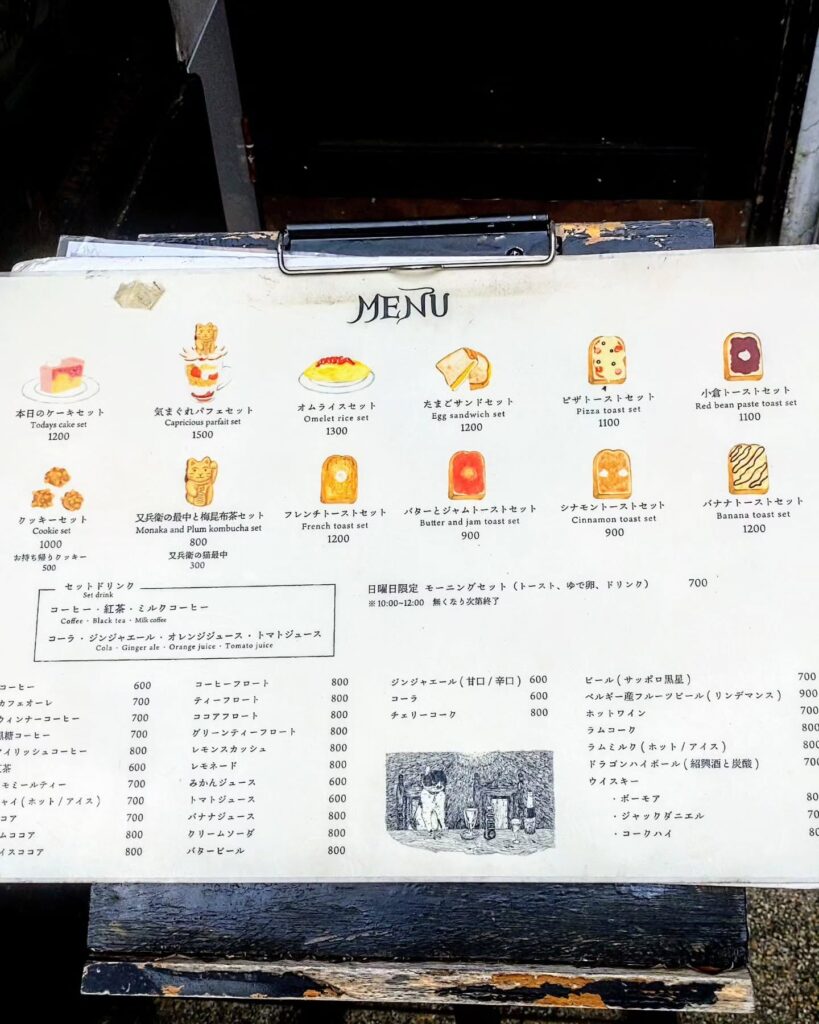 MENU
本日のケーキセット
Todays cake set
1200
気まぐれパフェセット
Capricious parfait set
1500
オムライスセット
Omelet rice set
1300
たまごサンドセット
Egg sandwich set
1200
ピザトーストセット
Pizza toast set
1100
小倉トーストセット
Red bean paste toast set
1100
クッキーセット
Cookie set
1000
お持ち帰りクッキー
500
又兵衛の最中と梅昆布茶セット
Monaka and Plum kombucha set
800
又兵衛の猫最中
300
フレンチトーストセット
French toast set
1200
バターとジャムトーストセット
Butter and jam toast set
900
シナモントーストセット
Cinnamon toast set
900
バナナトーストセット
Banana toast set
1200
セットドリンク
Set drink
コーヒー・紅茶・ミルクコーヒー
Coffee・Black tea・Milk coffee
コーラ・ジンジャエール・オレンジジュース・トマトジュース
Cola・Ginger ale・Orange juice・Tomato juice
日曜日限定 モーニングセット（トースト、ゆで卵、ドリンク） 700
※10:00~12:00 無くなり次第終了
コーヒー 600
カフェオーレ 700
ウィンナーコーヒー 700
黒糖コーヒー 700
アイリッシュコーヒー 800
紅茶 600
モミールティー 700
ャイ(ホット/アイス) 700
コア 700
ムココア 800
イスココア 800
コーヒーフロート 800
ティーフロート 800
ココアフロート 800
グリーンティーフロート 800
レモンスカッシュ 800
レモネード 800
みかんジュース 600
トマトジュース 600
バナナジュース 800
クリームソーダ 800
バタービール 800
ジンジャエール(甘口/辛口) 600
コーラ 600
チェリーコーク 800
ビール(サッポロ黒星) 700
ベルギー産フルーツビール(リンデマンス) 900
ホットワイン 700
ラムコーク 800
ラムミルク(ホット/アイス) 800
ドラゴンハイボール(紹興酒と炭酸) 700
ウイスキー
・ボーモア 80
・ジャックダニエル 70
・コークハイ 80